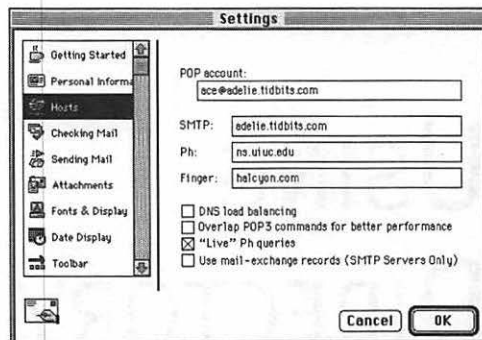 Settings
Getting Started
Personal Informa
Hosts
Checking Mail
Sending Mail
Attachments
Fonts & Display
Date Display
Toolbar
POP account:
ace@adelie.tidbits.com
SMTP: adelie.tidbits.com
Ph: ns.uiuc.edu
Finger: halcyon.com
DNS load balancing
Overlap POP3 commands for better performance
"Live" Ph queries
Use mail-exchange records (SMTP Servers Only)
Cancel OK